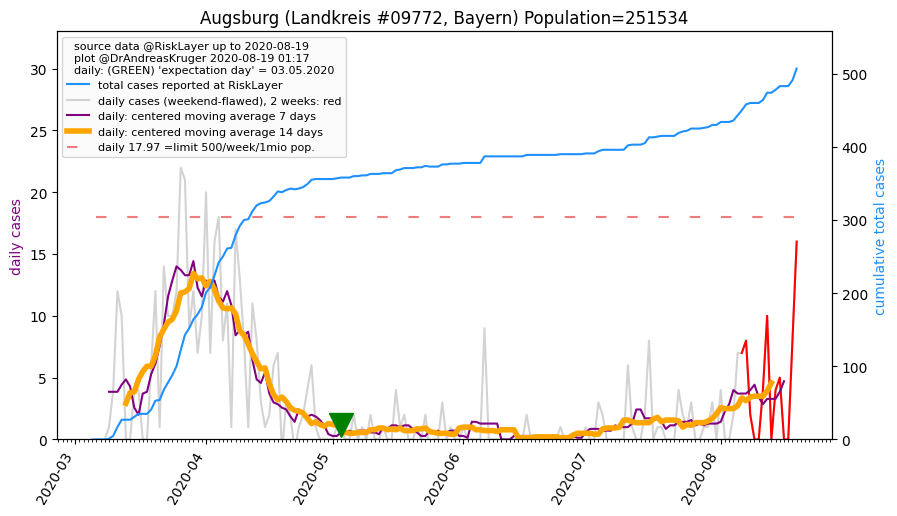 Augsburg (Landkreis #09772, Bayern) Population=251534
source data @RiskLayer up to 2020-08-19
plot @DrAndreasKruger 2020-08-19 01:17
daily: (GREEN) 'expectation day' = 03.05.2020
total cases reported at RiskLayer
daily cases (weekend-flawed), 2 weeks: red
daily: centered moving average 7 days
daily: centered moving average 14 days
daily 17.97 =limit 500/week/1mio pop.
daily cases
30
25
20
15
10
5
0
cumulative total cases
500
400
300
200
100
0
2020-03
2020-04
2020-05
2020-06
2020-07
2020-08